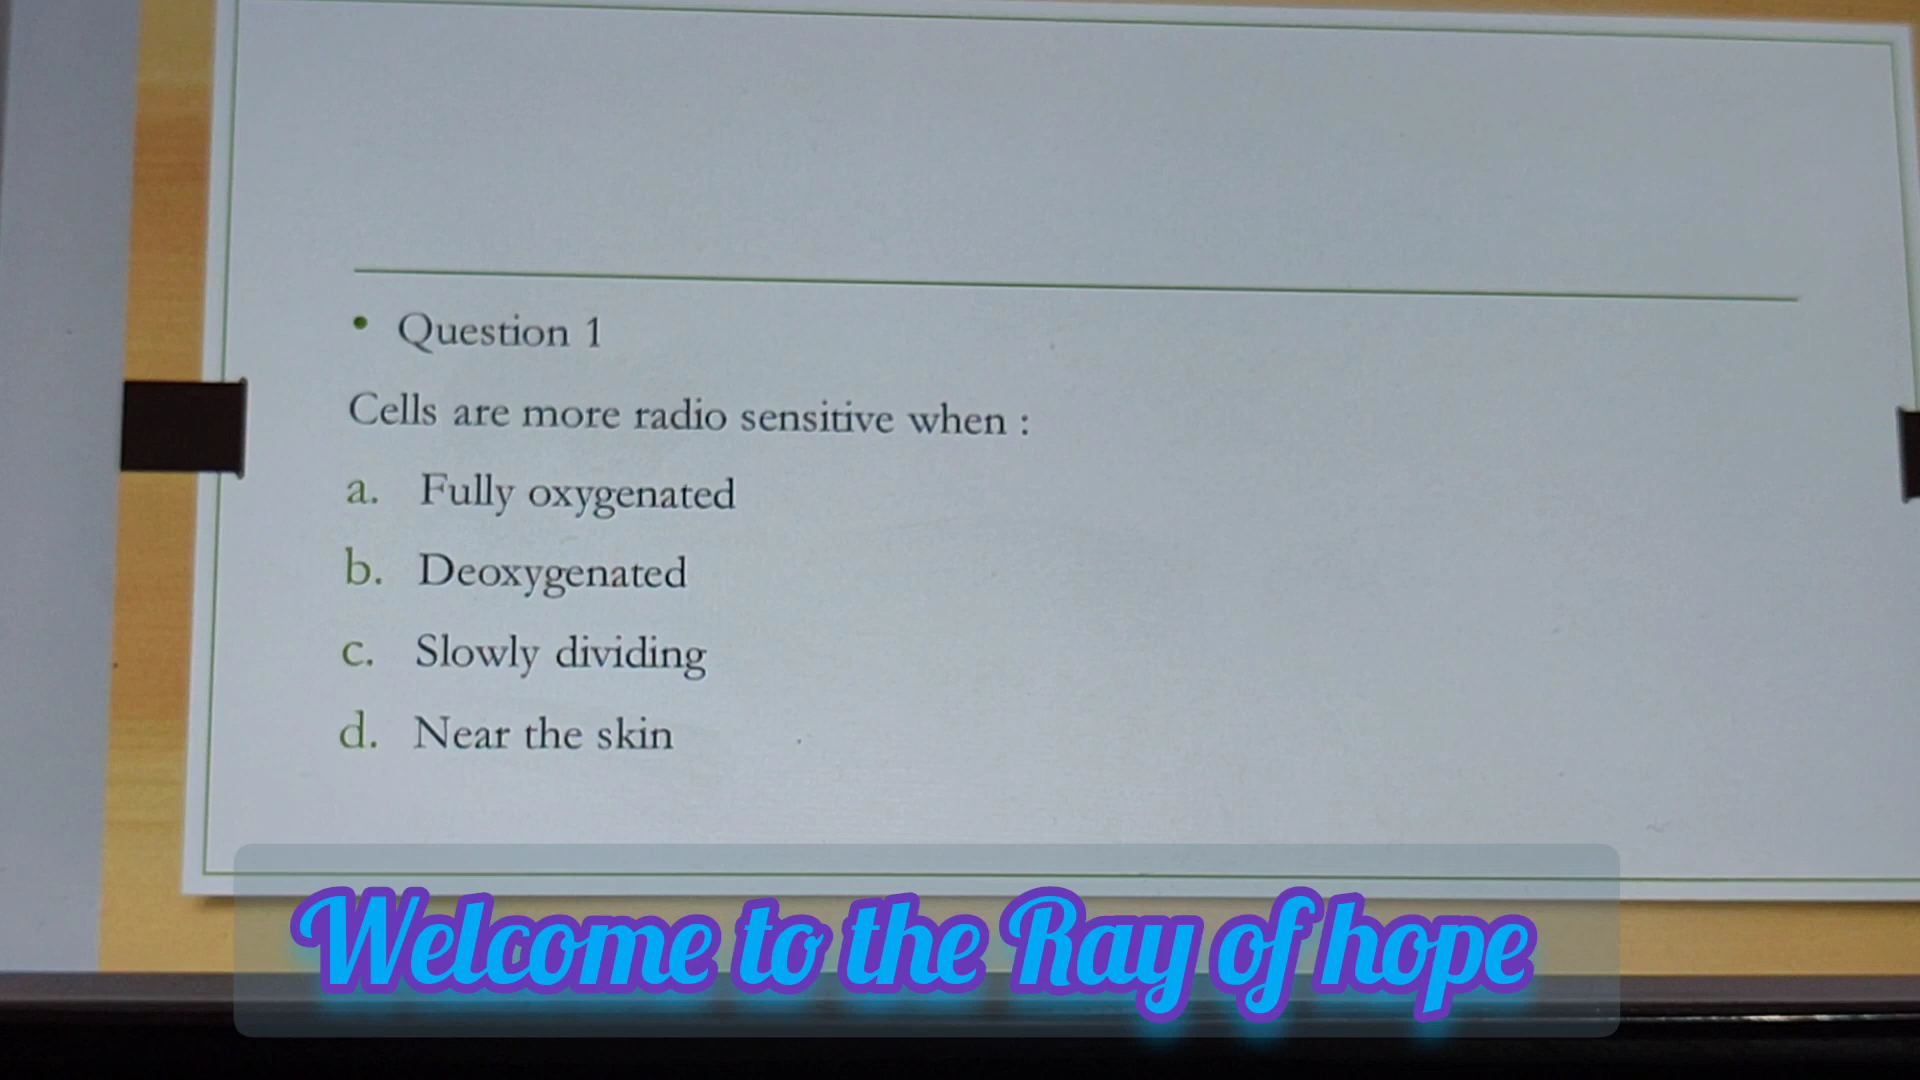 • Question 1
Cells are more radio sensitive when :
a. Fully oxygenated
b. Deoxygenated
c. Slowly dividing
d. Near the skin
Welcome to the Ray of hope